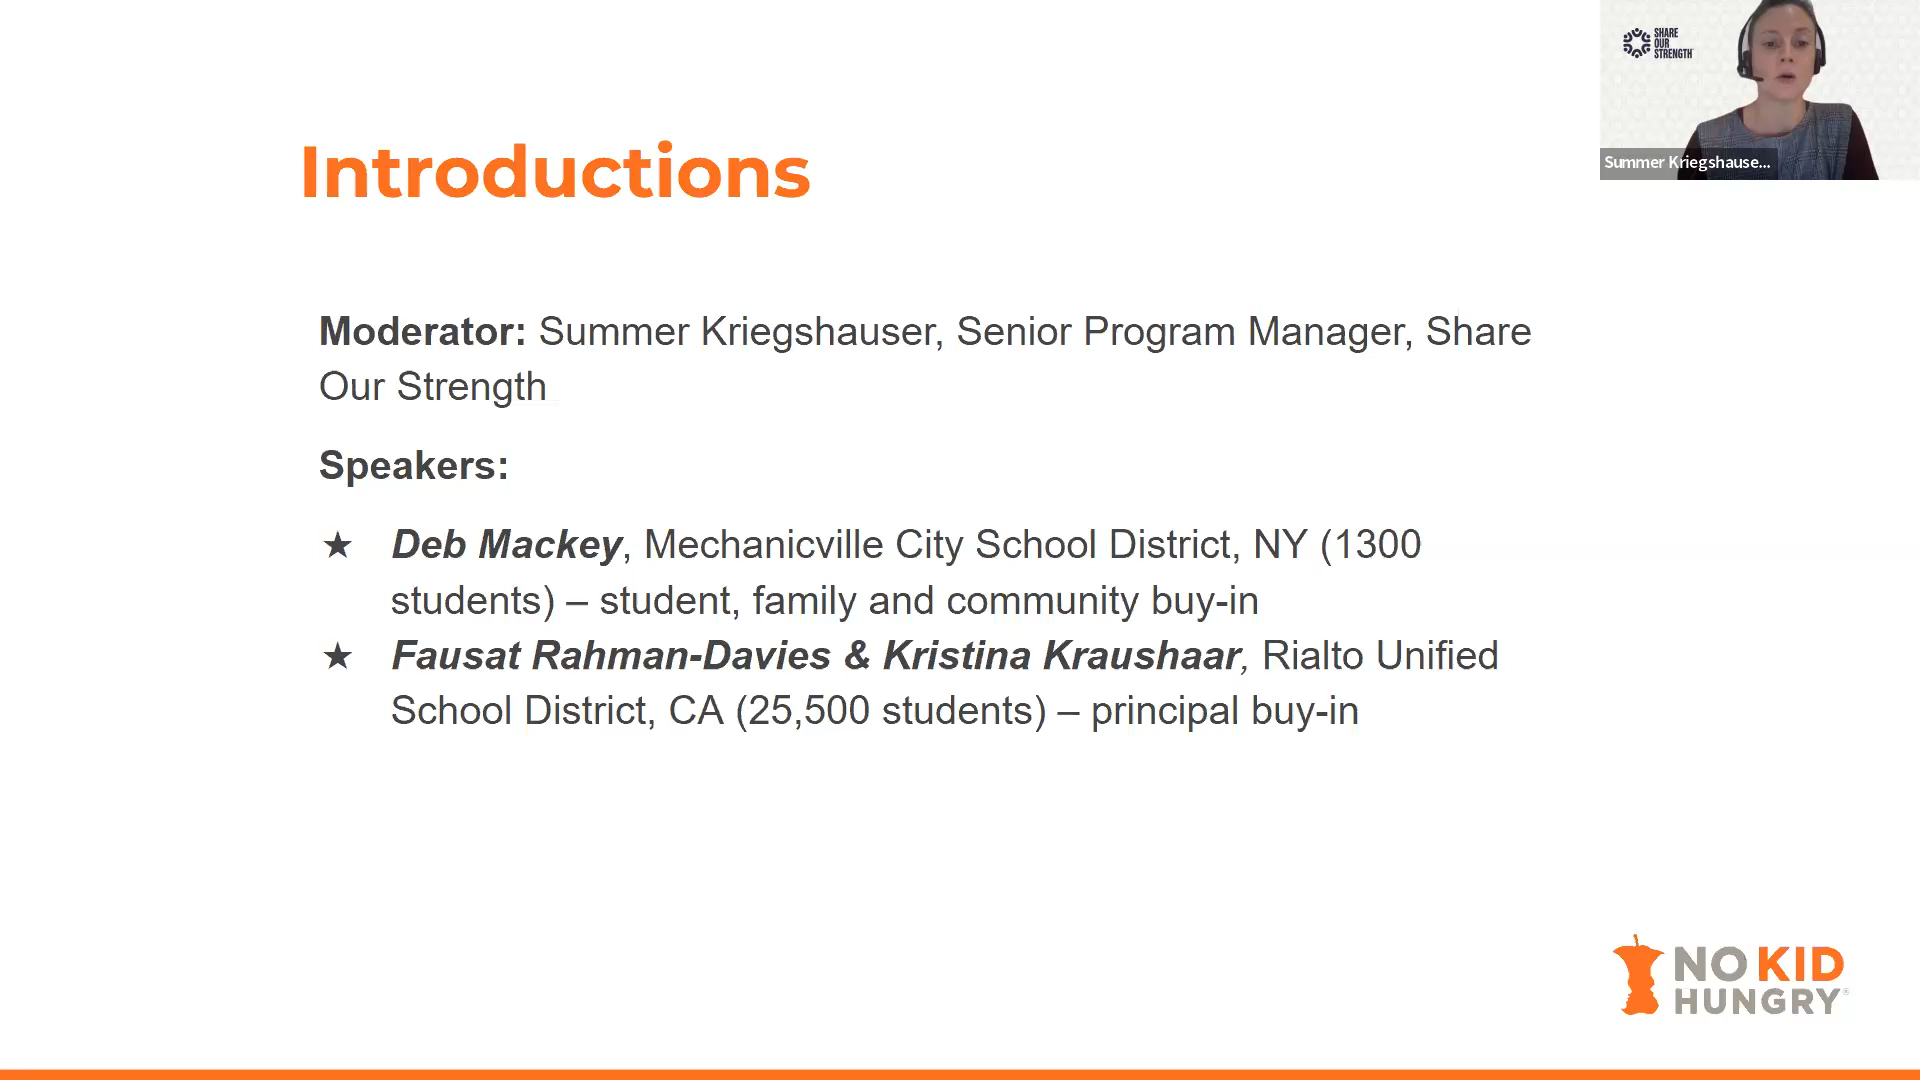 SHARE
OUR
STRENGTH
Summer Kriegshause...
Introductions
Moderator: Summer Kriegshauser, Senior Program Manager, Share
Our Strength
Speakers:
★ Deb Mackey, Mechanicville City School District, NY (1300
students) – student, family and community buy-in
★ Fausat Rahman-Davies & Kristina Kraushaar, Rialto Unified
School District, CA (25,500 students) – principal buy-in
NO KID
HUNGRY®